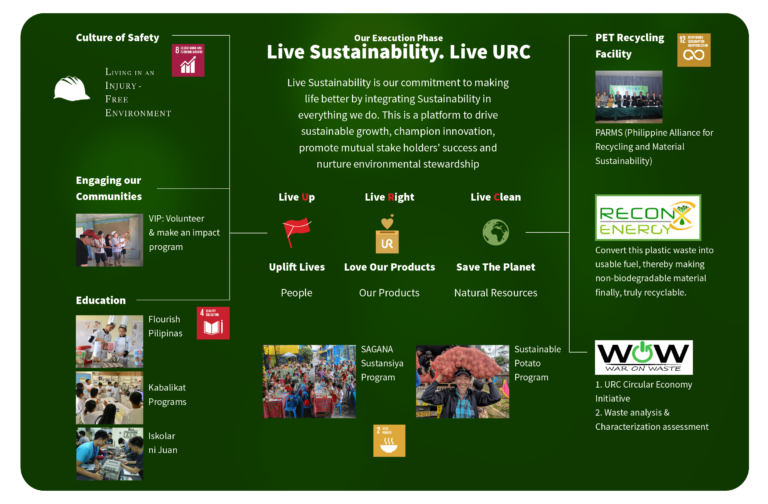 Culture of Safety
8 DECENT WORK AND
ECONOMIC GROWTH
LIVING IN AN
INJURY-
FREE
ENVIRONMENT
Engaging our
Communities
VIP: Volunteer
& make an impact
program
Education
4 QUALITY
EDUCATION
Flourish
Pilipinas
Kabalikat
Programs
Iskolar
ni Juan
Our Execution Phase
Live Sustainability. Live URC
Live Sustainability is our commitment to making
life better by integrating Sustainability in
everything we do. This is a platform to drive
sustainable growth, champion innovation,
promote mutual stake holders' success and
nurture environmental stewardship
Live Up
Live Right
Live Clean
UR
Uplift Lives
Love Our Products
Save The Planet
People
Our Products
Natural Resources
SAGANA
Sustansiya
Program
Sustainable
Potato
Program
2 ZERO
HUNGER
PET Recycling
Facility
12 RESPONSIBLE
CONSUMPTION
AND PRODUCTION
PARMS (Philippine Alliance for
Recycling and Material
Sustainability)
RECON X
ENERGY
Convert this plastic waste into
usable fuel, thereby making
non-biodegradable material
finally, truly recyclable.
WOW
WAR ON WASTE
1. URC Circular Economy
Initiative
2. Waste analysis &
Characterization assessment